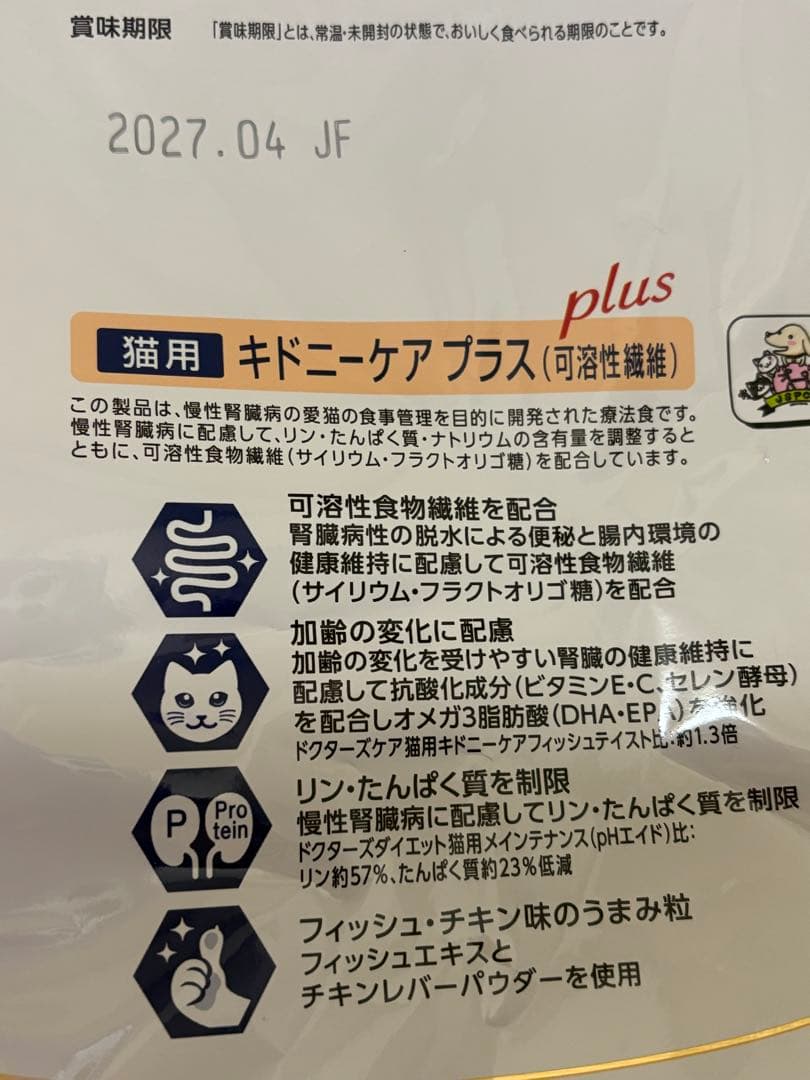 賞味期限 「賞味期限」とは、常温・未開封の状態で、おいしく食べられる期限のことです。
2027.04 JF
plus
猫用 キドニーケア プラス(可溶性繊維)
この製品は、慢性腎臓病の愛猫の食事管理を目的に開発された療法食です。
慢性腎臓病に配慮して、リン・たんぱく質・ナトリウムの含有量を調整すると
ともに、可溶性食物繊維(サイリウム・フラクトオリゴ糖)を配合しています。
可溶性食物繊維を配合
腎臓病性の脱水による便秘と腸内環境の
健康維持に配慮して可溶性食物繊維
(サイリウム・フラクトオリゴ糖)を配合
加齢の変化に配慮
加齢の変化を受けやすい腎臓の健康維持に
配慮して抗酸化成分(ビタミンE・C、セレン酵母)
を配合しオメガ3脂肪酸(DHA・EPA)を強化
ドクターズケア猫用キドニーケアフィッシュテイスト比:約1.3倍
P Pro
tein
リン・たんぱく質を制限
慢性腎臓病に配慮してリン・たんぱく質を制限
ドクターズダイエット猫用メインテナンス(pHエイド)比:
リン約57%、たんぱく質約23%低減
フィッシュ・チキン味のうまみ粒
フィッシュエキスと
チキンレバーパウダーを使用